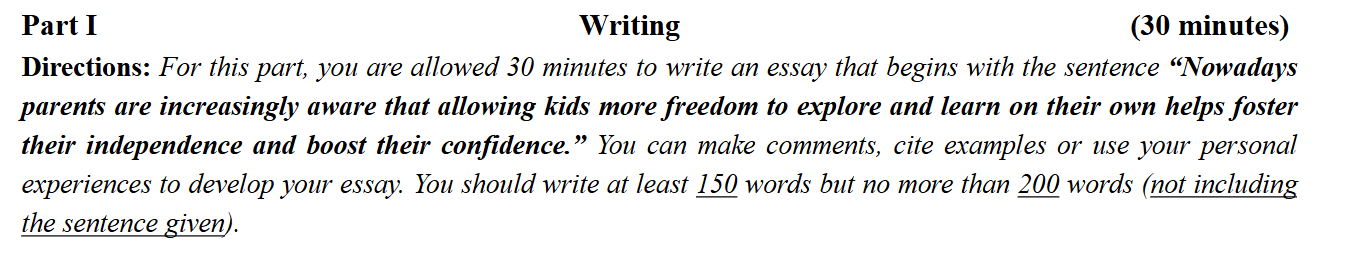 Part I Writing (30 minutes)
Directions: For this part, you are allowed 30 minutes to write an essay that begins with the sentence “Nowadays
parents are increasingly aware that allowing kids more freedom to explore and learn on their own helps foster
their independence and boost their confidence.” You can make comments, cite examples or use your personal
experiences to develop your essay. You should write at least 150 words but no more than 200 words (not including
the sentence given).